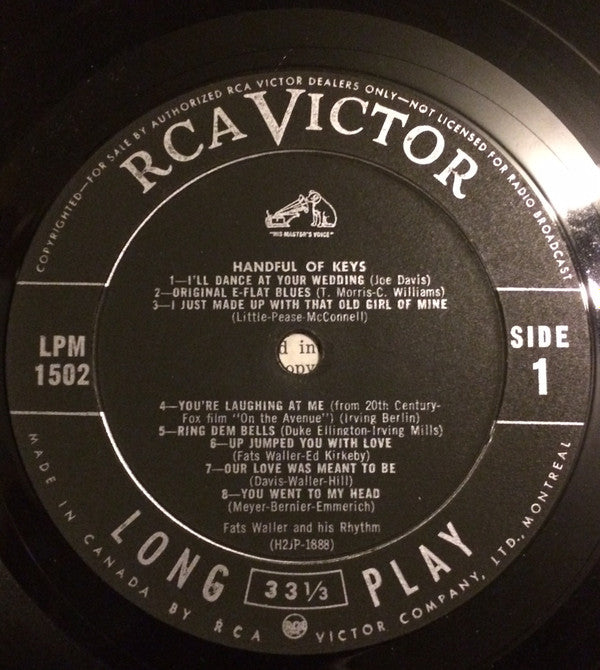 COPYRIGHTED—FOR SALE BY AUTHORIZED RCA VICTOR DEALERS ONLY—NOT LICENSED FOR RADIO BROADCAST
RCA VICTOR
"HIS MASTER'S VOICE"
HANDFUL OF KEYS
1—I'LL DANCE AT YOUR WEDDING (Joe Davis)
2—ORIGINAL E-FLAT BLUES (T. Morris-C. Williams)
3—I JUST MADE UP WITH THAT OLD GIRL OF MINE
(Little-Pease-McConnell)
LPM
1502
d in
opy
SIDE
1
4—YOU'RE LAUGHING AT ME (from 20th Century-
Fox film "On the Avenue") (Irving Berlin)
5—RING DEM BELLS (Duke Ellington-Irving Mills)
6—UP JUMPED YOU WITH LOVE
(Fats Waller-Ed Kirkeby)
7—OUR LOVE WAS MEANT TO BE
(Davis-Waller-Hill)
8—YOU WENT TO MY HEAD
(Meyer-Bernier-Emmerich)
Fats Waller and his Rhythm
(H2JP-1888)
LONG 33 1/3 PLAY
MADE IN CANADA BY RCA VICTOR COMPANY, LTD., MONTREAL